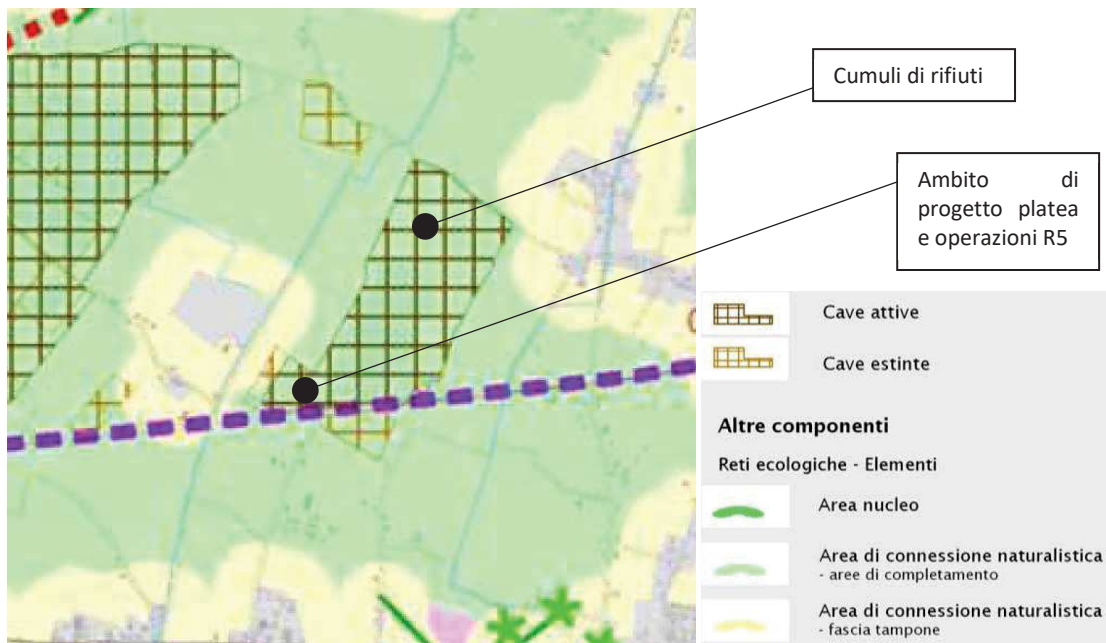 Cumuli di rifiuti
Ambito di
progetto platea
e operazioni R5
Cave attive
Cave estinte
Altre componenti
Reti ecologiche - Elementi
Area nucleo
Area di connessione naturalistica
- aree di completamento
Area di connessione naturalistica
- fascia tampone